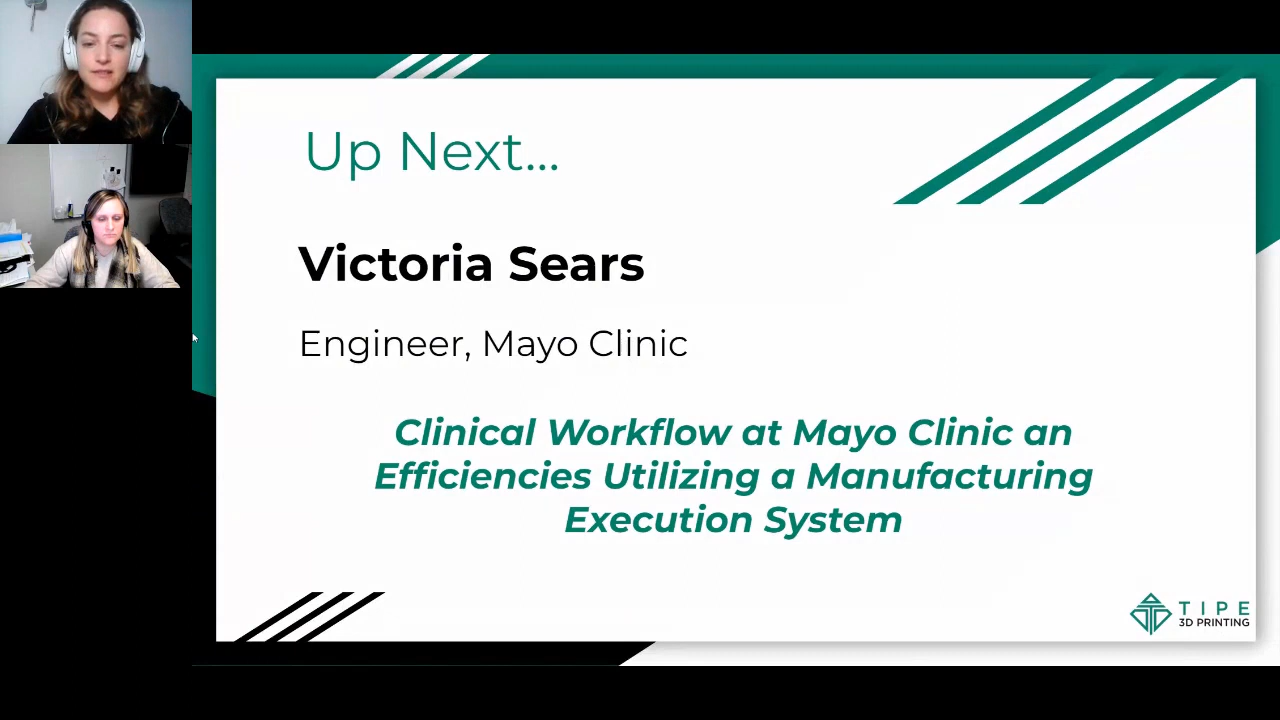 Up Next...
Victoria Sears
Engineer, Mayo Clinic
Clinical Workflow at Mayo Clinic an
Efficiencies Utilizing a Manufacturing
Execution System
TIPE
3D PRINTING